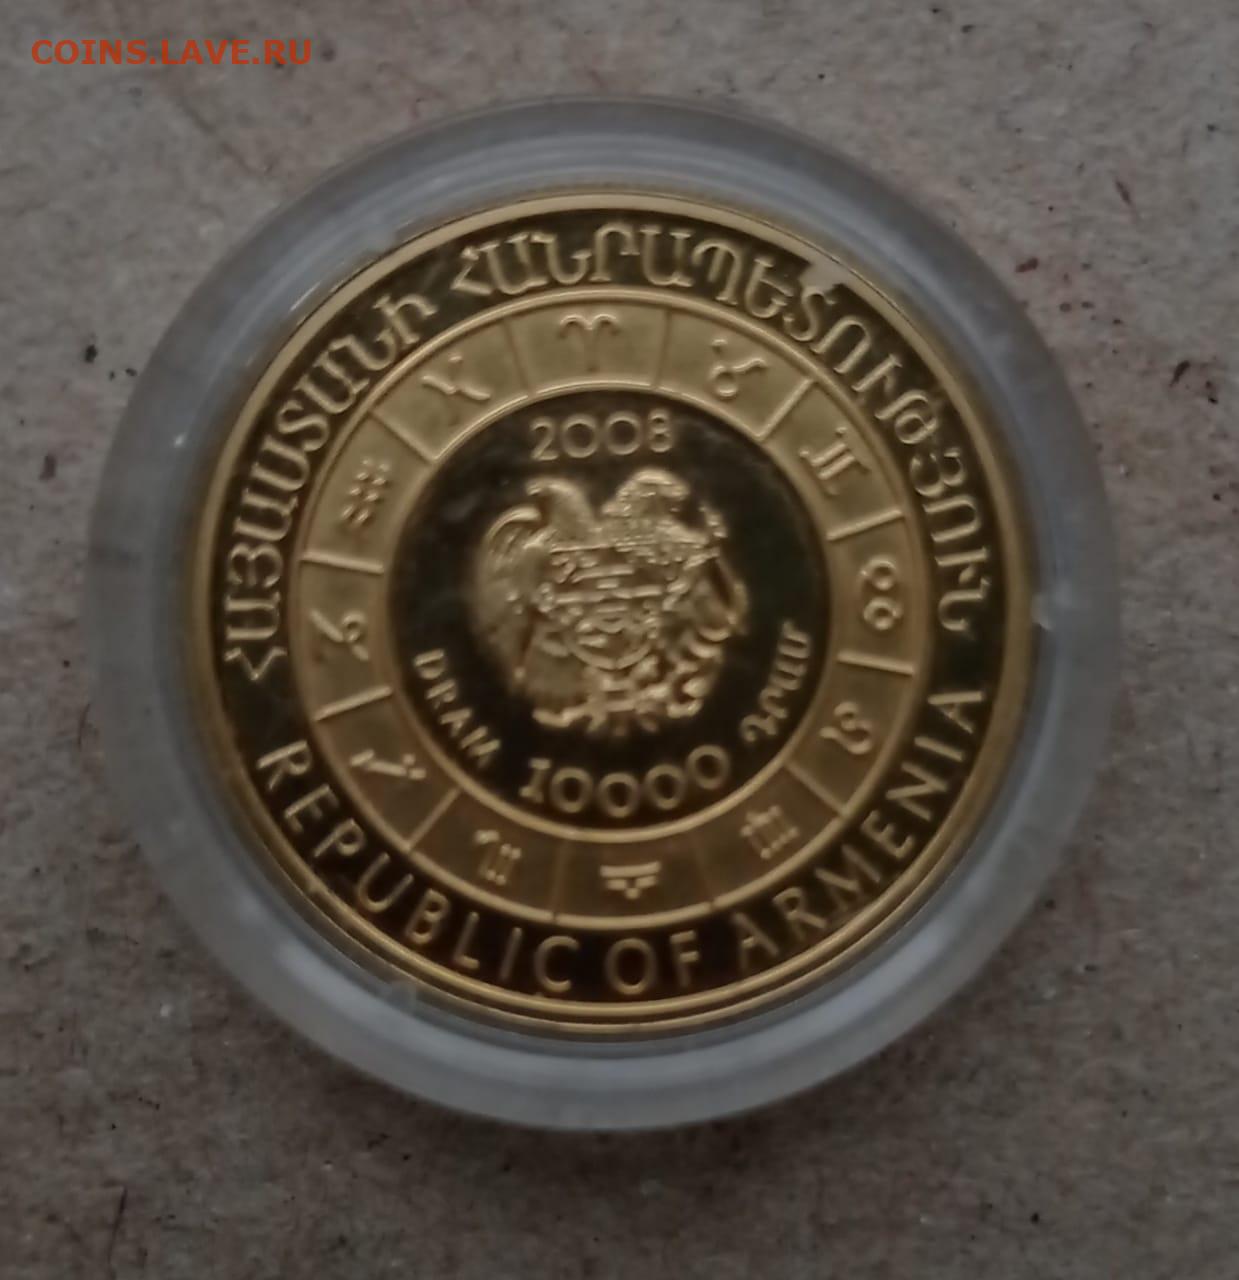 COINS.LAVE.RU
ՀԱՅԱՍՏԱՆԻ ՀԱՆՐԱՊԵՏՈՒԹՅՈՒՆ
2008
DRAM
10000
ԴՐԱՄ
REPUBLIC OF ARMENIA